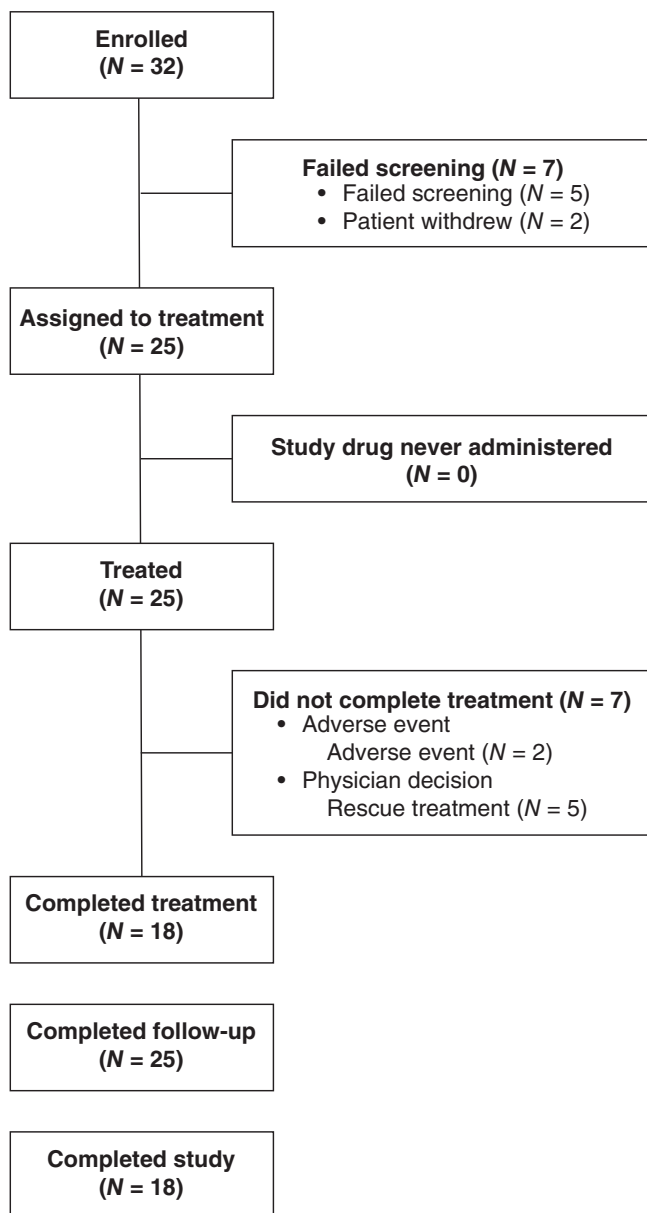 Enrolled
(N = 32)
Failed screening (N = 7)
• Failed screening (N = 5)
• Patient withdrew (N = 2)
Assigned to treatment
(N = 25)
Study drug never administered
(N = 0)
Treated
(N = 25)
Did not complete treatment (N = 7)
• Adverse event
Adverse event (N = 2)
• Physician decision
Rescue treatment (N = 5)
Completed treatment
(N = 18)
Completed follow-up
(N = 25)
Completed study
(N = 18)